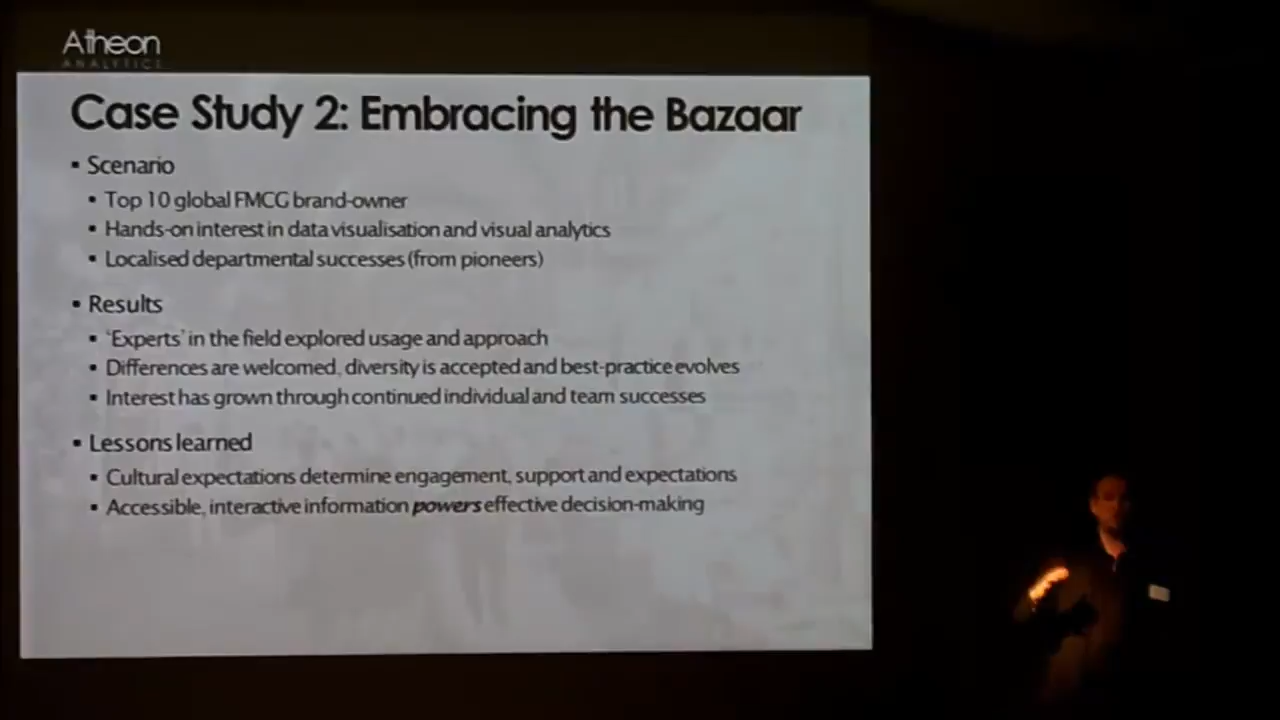 Atheon
ANALYTICS
Case Study 2: Embracing the Bazaar
▪ Scenario
▪ Top 10 global FMCG brand-owner
▪ Hands-on interest in data visualisation and visual analytics
▪ Localised departmental successes (from pioneers)
▪ Results
▪ 'Experts' in the field explored usage and approach
▪ Differences are welcomed, diversity is accepted and best-practice evolves
▪ Interest has grown through continued individual and team successes
▪ Lessons learned
▪ Cultural expectations determine engagement, support and expectations
▪ Accessible, interactive information powers effective decision-making